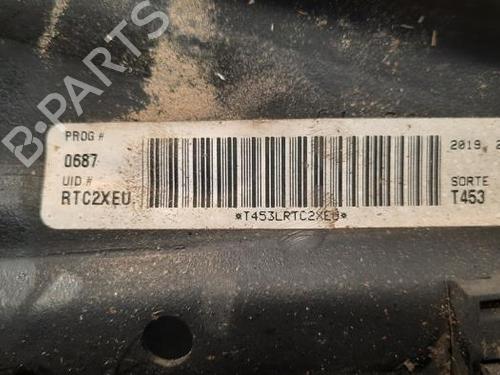 B-PARTS
PROG #
0687
UID #
RTC2XEU
*T453LRTC2XEU*
2019
SORTE
T453